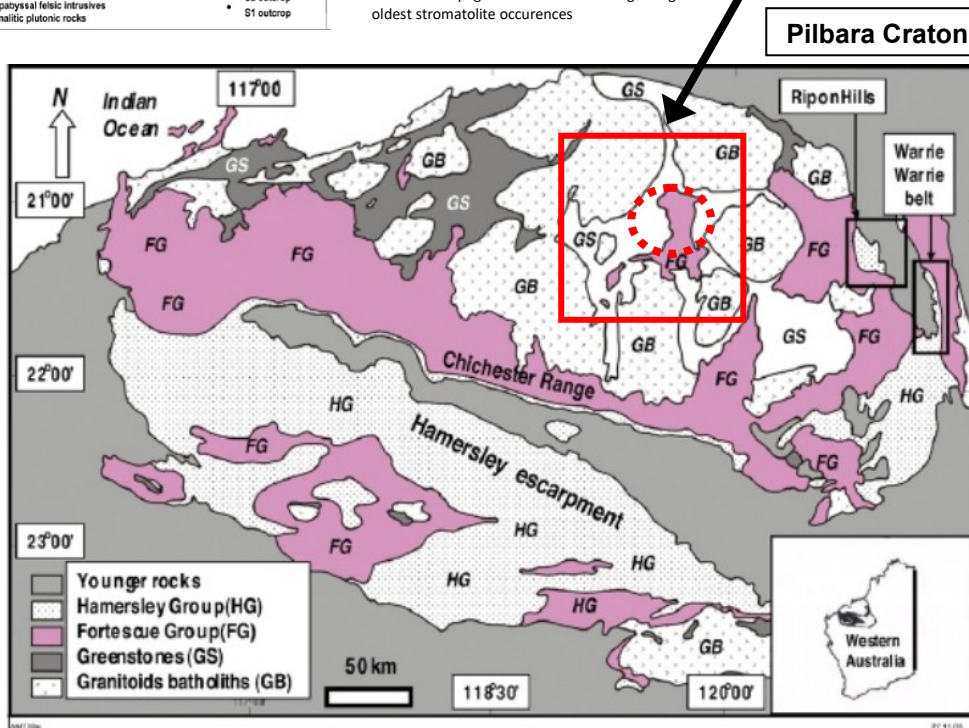 malitic plutonic rocks
S1 outcrop
oldest stromatolite occurences
Pilbara Craton
N
Indian
Ocean
117°00
GS
RiponHills
Warrie
Warrie
belt
GB
GB
GB
GS
GS
21°00'
FG
FG
FG
GS
FG
GB
FG
GB
GB
GB
GS
FG
FG
22°00'
Chichester Range
HG
HG
Hamersley escarpment
FG
FG
HG
HG
FG
HG
HG
GB
23°00'
Younger rocks
Hamersley Group(HG)
Fortescue Group(FG)
Greenstones (GS)
Granitoids batholiths (GB)
50 km
118°30'
120°00'
Western
Australia